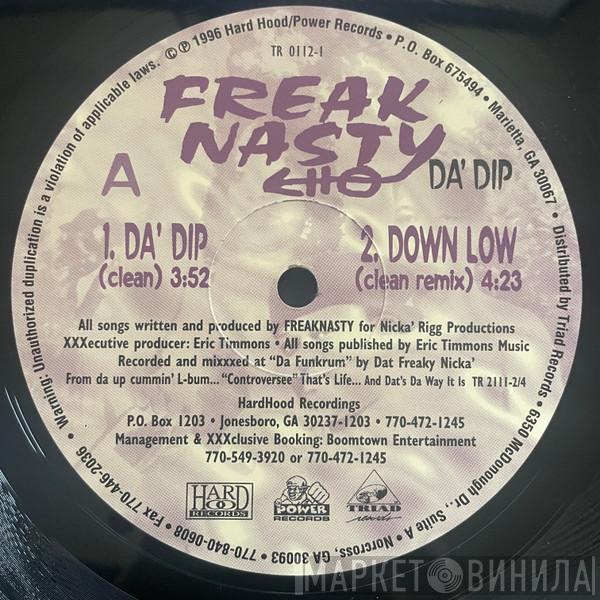 Warning: Unauthorized duplication is a violation of applicable laws. ©℗ 1996 Hard Hood/Power Records • P.O. Box 675494 • Marietta, GA 30067 • Distributed by Triad Records • 6350 McDonough Dr., Suite A • Norcross, GA 30093 • 770-840-0608 • Fax 770-446-2036 •
TR 0112-1
FREAK
NASTY
DA' DIP
A
1. DA' DIP
(clean) 3:52
2. DOWN LOW
(clean remix) 4:23
All songs written and produced by FREAKNASTY for Nicka' Rigg Productions
XXXecutive producer: Eric Timmons • All songs published by Eric Timmons Music
Recorded and mixxxed at "Da Funkrum" by Dat Freaky Nicka'
From da up cummin' L-bum... "Controversee" That's Life... And Dat's Da Way It Is TR 2111-2/4
HardHood Recordings
P.O. Box 1203 • Jonesboro, GA 30237-1203 • 770-472-1245
Management & XXXclusive Booking: Boomtown Entertainment
770-549-3920 or 770-472-1245
HARD
HOOD
RECORDS
POWER
RECORDS
TRIAD
records
МАРКЕТ ВИНИЛА